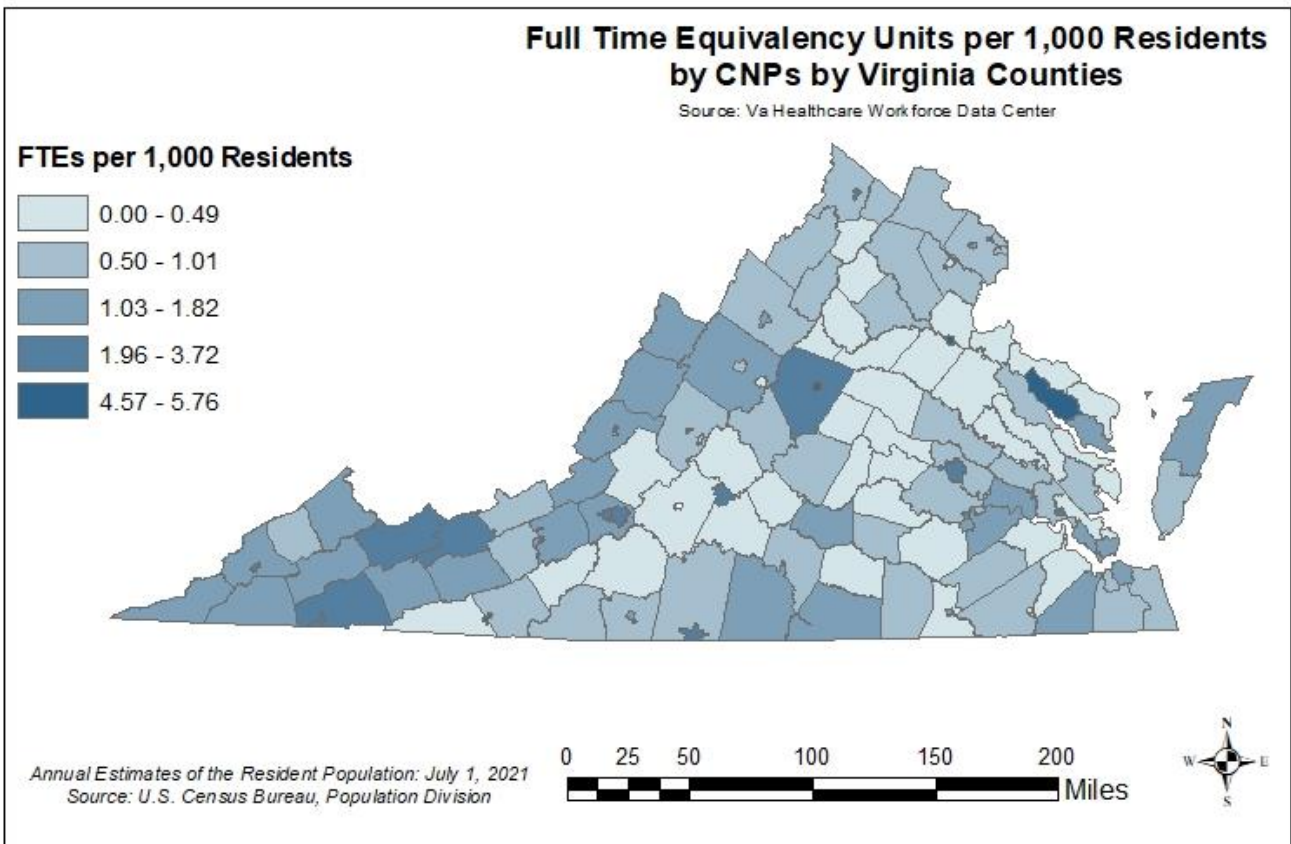 Full Time Equivalency Units per 1,000 Residents
by CNPs by Virginia Counties
Source: Va Healthcare Workforce Data Center
FTEs per 1,000 Residents
0.00 - 0.49
0.50 - 1.01
1.03 - 1.82
1.96 - 3.72
4.57 - 5.76
Annual Estimates of the Resident Population: July 1, 2021
Source: U.S. Census Bureau, Population Division
0 25 50 100 150 200
Miles
N
W E
S